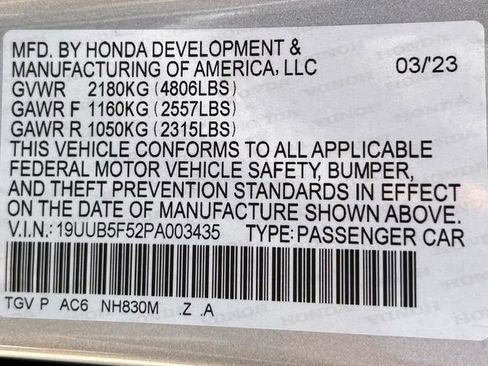 MFD. BY HONDA DEVELOPMENT &
MANUFACTURING OF AMERICA, LLC 03/'23
GVWR 2180KG (4806LBS)
GAWR F 1160KG (2557LBS)
GAWR R 1050KG (2315LBS)
THIS VEHICLE CONFORMS TO ALL APPLICABLE
FEDERAL MOTOR VEHICLE SAFETY, BUMPER,
AND THEFT PREVENTION STANDARDS IN EFFECT
ON THE DATE OF MANUFACTURE SHOWN ABOVE.
V.I.N.: 19UUB5F52PA003435 TYPE: PASSENGER CAR
TGV P AC6 NH830M .Z .A